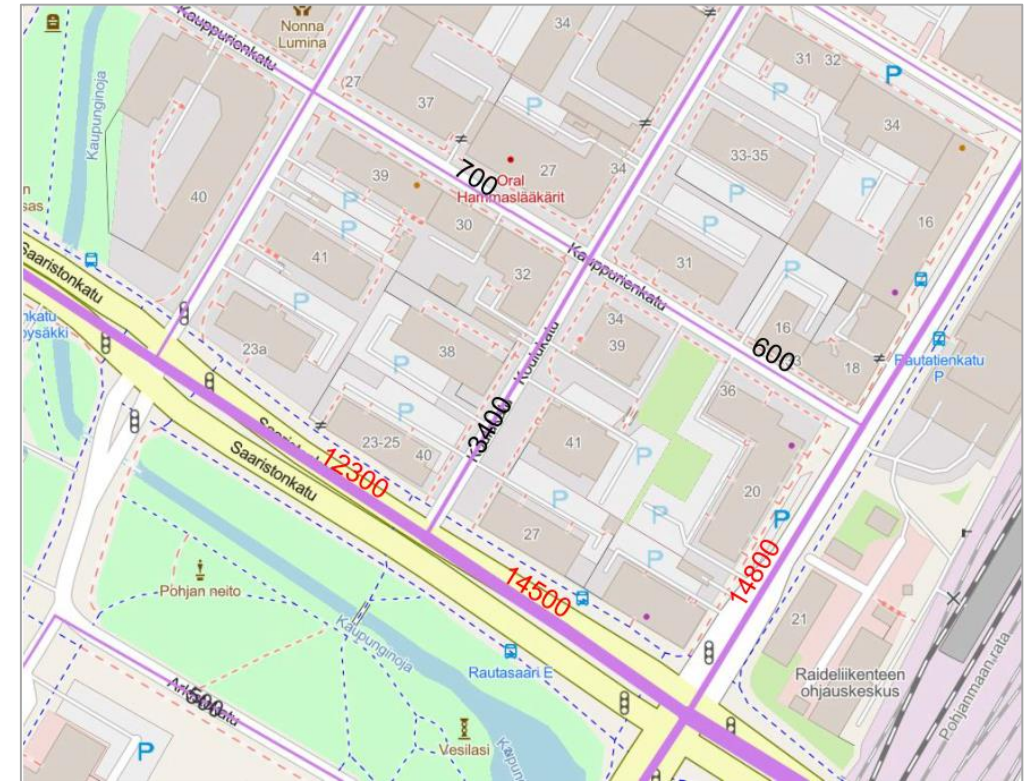 Kauppurienkatu
Nonna
Lumina
34
27
37
31
32
P
P
P
34
Kaupunginoja
40
39
700
Oral
Hammaslääkärit
27
34
33-35
P
P
16
P
P
30
41
32
Kauppurienkatu
31
P
Saaristonkatu
P
23a
38
34
39
Koulukatu
16
600
18
Rautatienkatu
P
P
36
3400
P
23-25
40
41
P
20
Saaristonkatu
12300
P
P
P
27
14500
P
14800
21
Pohjan neito
Kaupunginoja
Rautasaari E
Raideliikenteen
ohjauskeskus
Pohjanmaan rata
500
P
Vesilasi